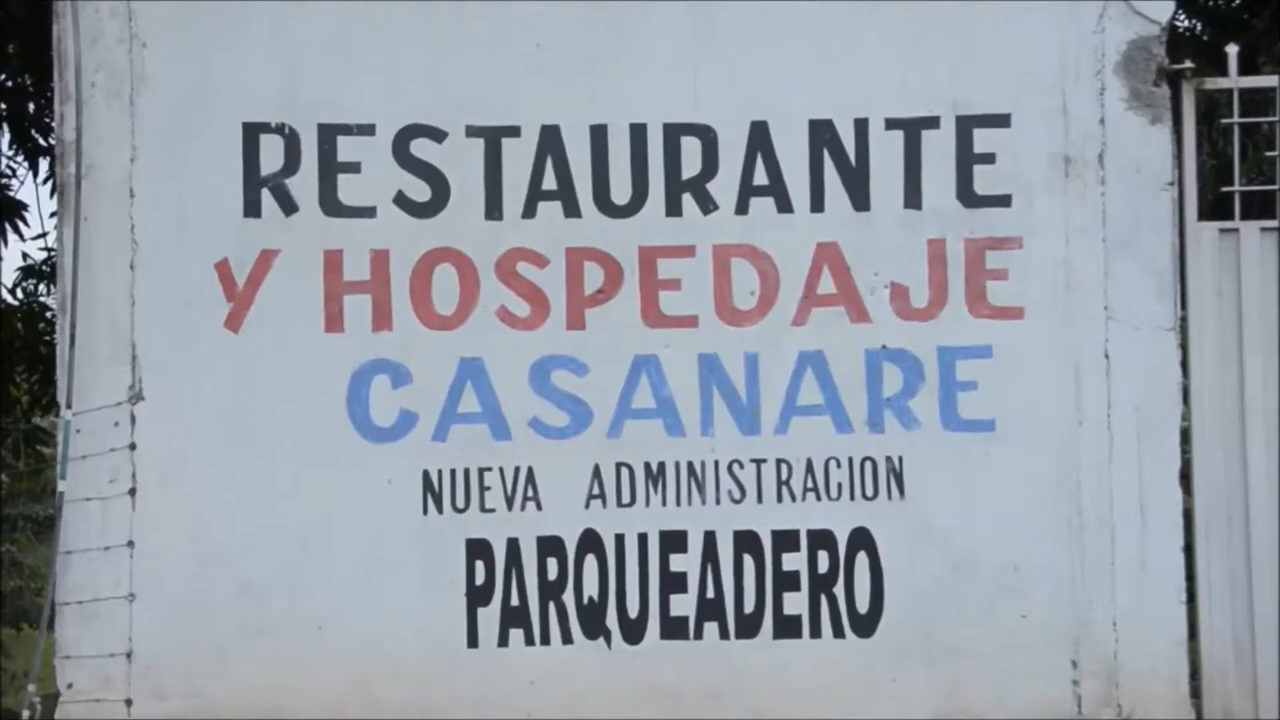 RESTAURANTE
Y HOSPEDAJE
CASANARE
NUEVA ADMINISTRACION
PARQUEADERO